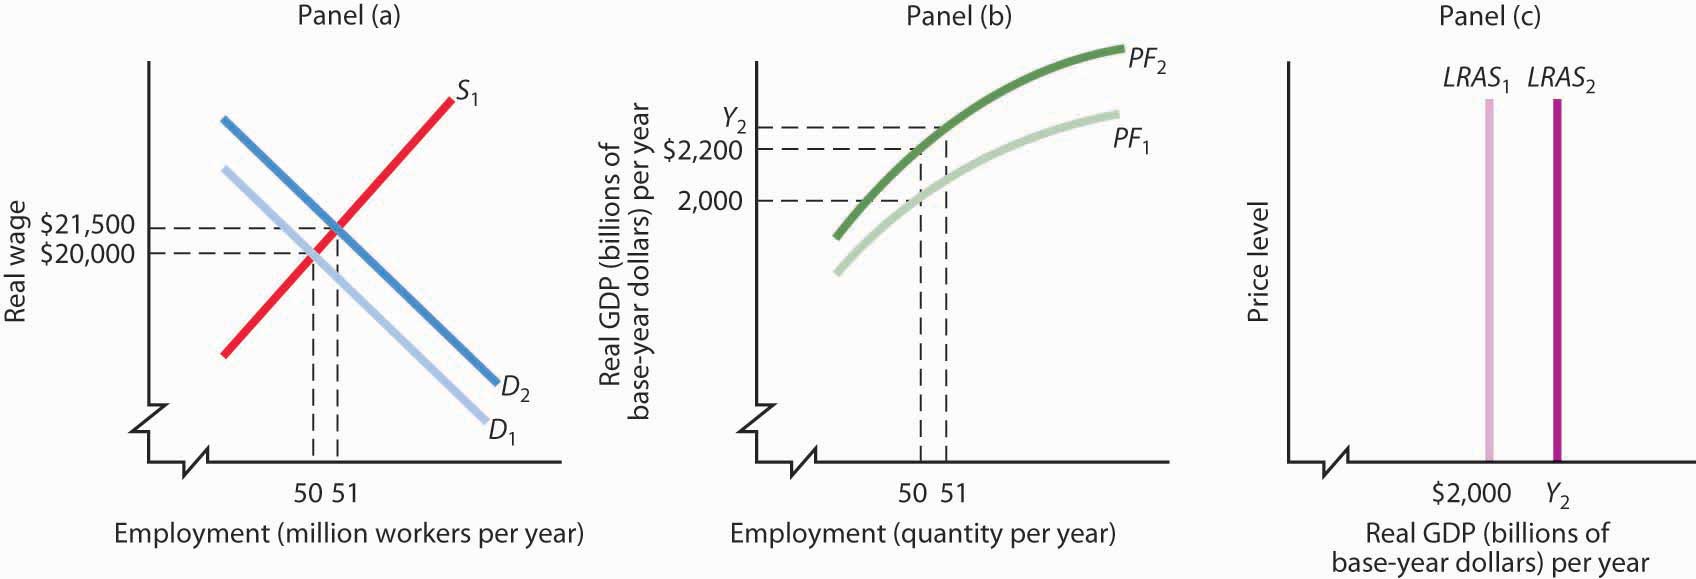 Panel (a)
Real wage
$21,500
$20,000
S1
D2
D1
50 51
Employment (million workers per year)
Panel (b)
Real GDP (billions of
base-year dollars) per year
Y2
$2,200
2,000
PF2
PF1
50 51
Employment (quantity per year)
Panel (c)
Price level
LRAS1 LRAS2
$2,000 Y2
Real GDP (billions of
base-year dollars) per year